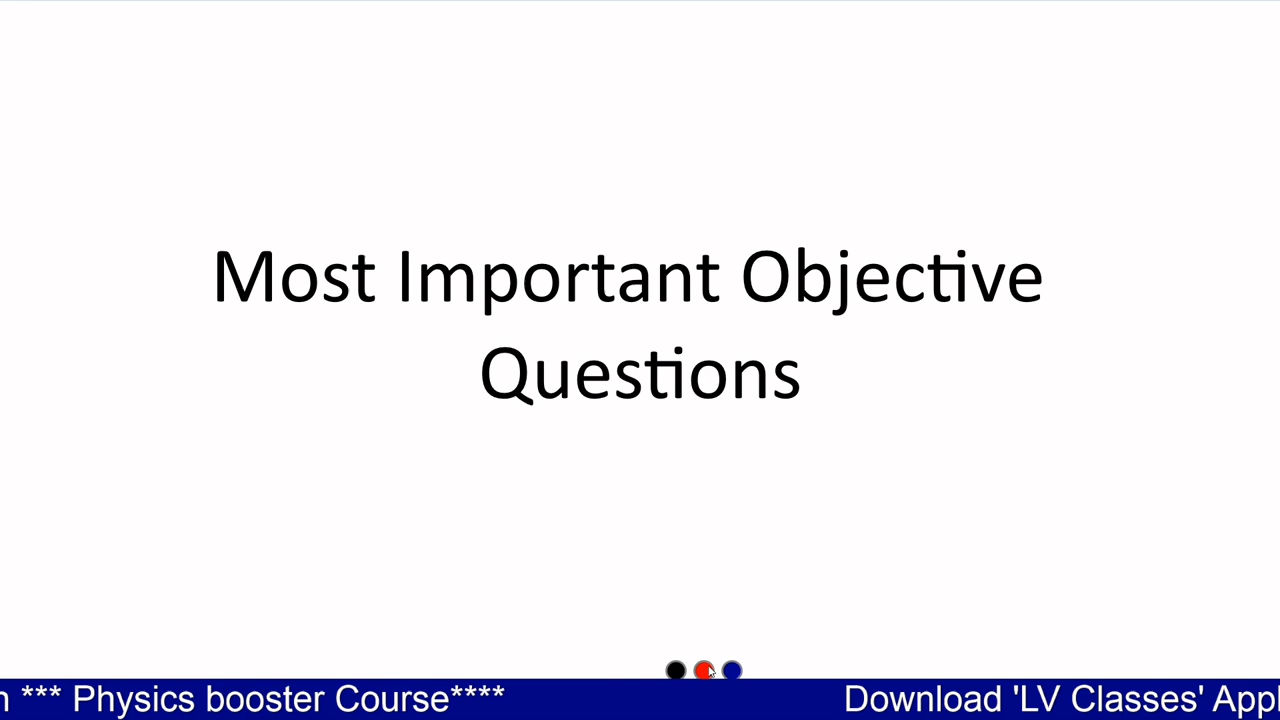 Most Important Objective
Questions
*** Physics booster Course**** Download 'LV Classes'